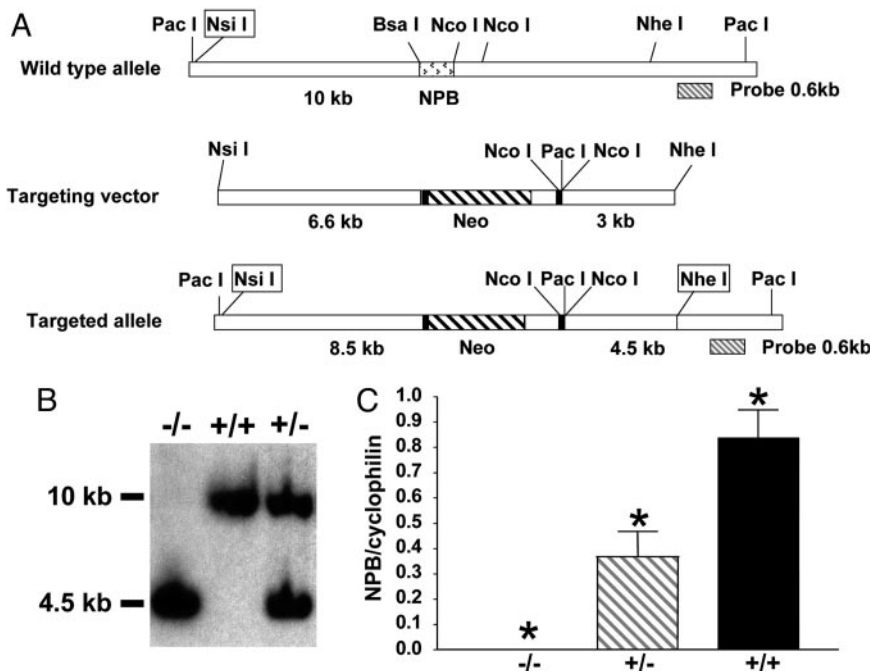 A
Pac I Nsi I Bsa I Nco I Nco I Nhe I Pac I
Wild type allele
10 kb NPB Probe 0.6kb
Nsi I Nco I Pac I Nco I Nhe I
Targeting vector
6.6 kb Neo 3 kb
Pac I Nsi I Nco I Pac I Nco I Nhe I Pac I
Targeted allele
8.5 kb Neo 4.5 kb Probe 0.6kb
B
-/- +/+ +/-
10 kb
4.5 kb
C
NPB/cyclophilin
1.0
0.9
0.8
0.7
0.6
0.5
0.4
0.3
0.2
0.1
0.0
* * *
-/- +/- +/+